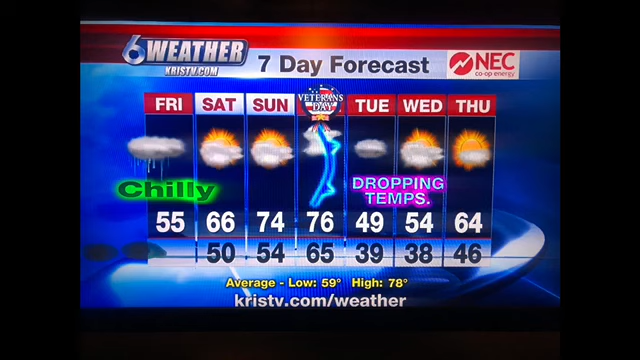 6 WEATHER
KRISTV.COM
7 Day Forecast
NEC
co-op energy
FRI SAT SUN VETERANS DAY TUE WED THU
Chilly
DROPPING
TEMPS.
55 66 74 76 49 54 64
50 54 65 39 38 46
Average - Low: 59° High: 78°
kristv.com/weather